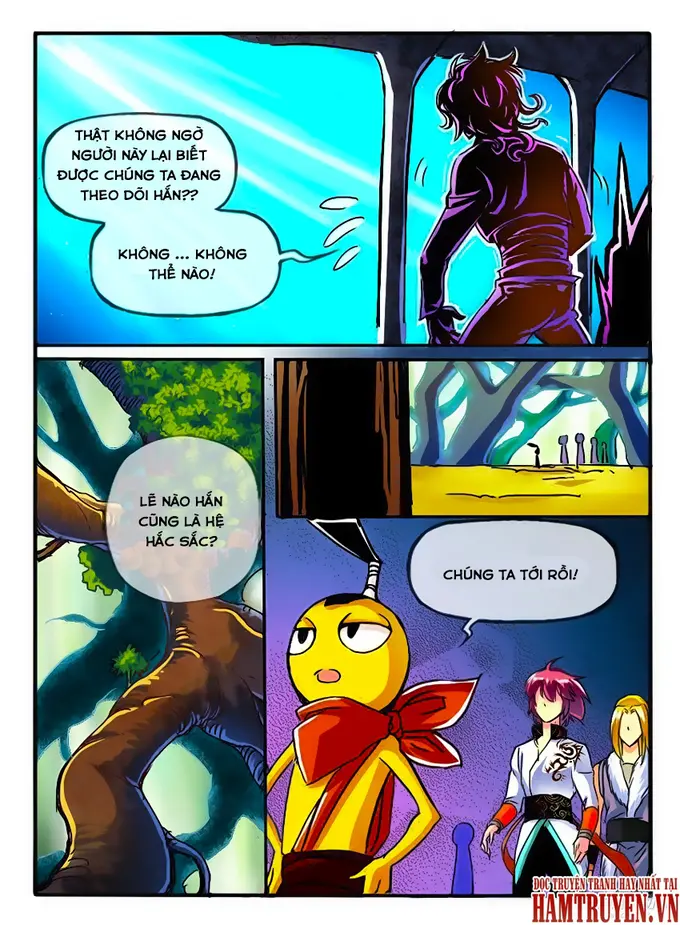 THẬT KHÔNG NGỜ
NGƯỜI NÀY LẠI BIẾT
ĐƯỢC CHÚNG TA ĐANG
THEO DÕI HẮN??
KHÔNG ... KHÔNG
THỂ NÀO!
LẼ NÀO HẮN
CŨNG LÀ HỆ
HẮC SẮC?
CHÚNG TA TỚI RỒI!
ĐỌC TRUYỆN TRANH HAY NHẤT TẠI
HAMTRUYEN.VN